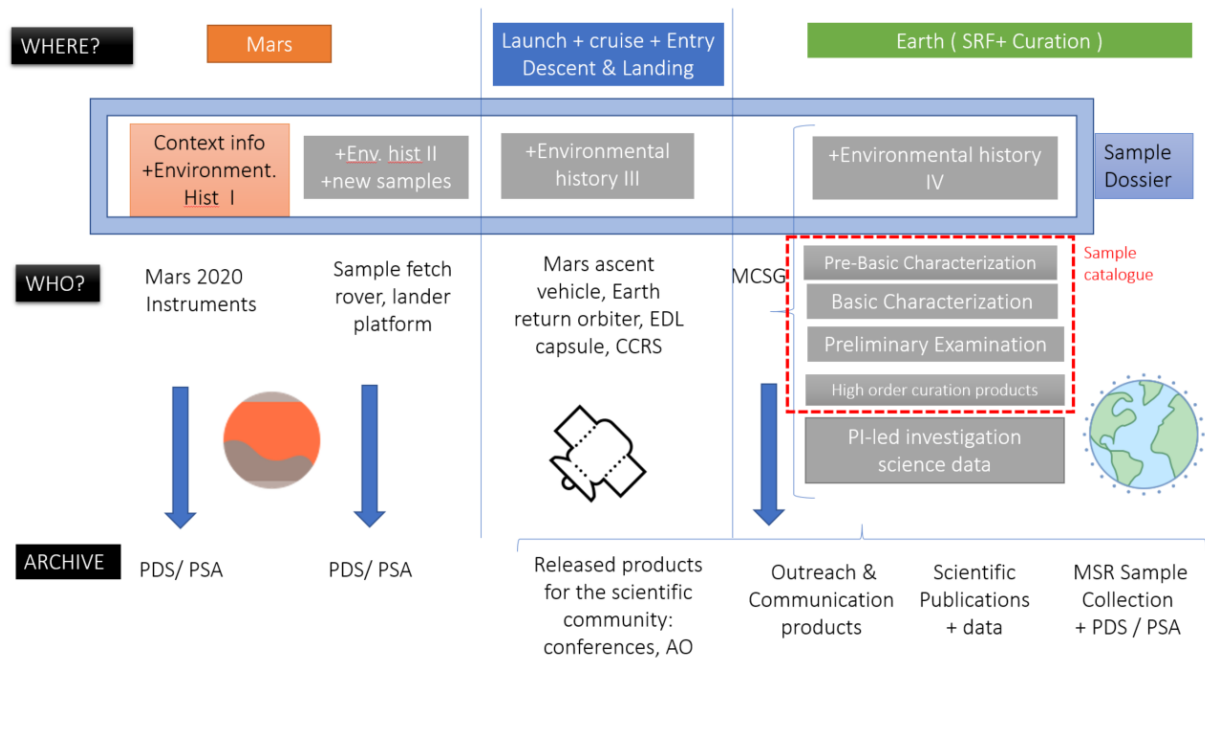 WHERE?
Mars
Launch + cruise + Entry
Descent & Landing
Earth ( SRF+ Curation )
Context info
+Environment.
Hist I
+Env. hist II
+new samples
+Environmental
history III
+Environmental history
IV
Sample
Dossier
WHO?
Mars 2020
Instruments
Sample fetch
rover, lander
platform
Mars ascent
vehicle, Earth
return orbiter, EDL
capsule, CCRS
MCSG
Pre-Basic Characterization
Basic Characterization
Preliminary Examination
High order curation products
PI-led investigation
science data
Sample
catalogue
ARCHIVE
PDS/ PSA
PDS/ PSA
Released products
for the scientific
community:
conferences, AO
Outreach &
Communication
products
Scientific
Publications
+ data
MSR Sample
Collection
+ PDS / PSA